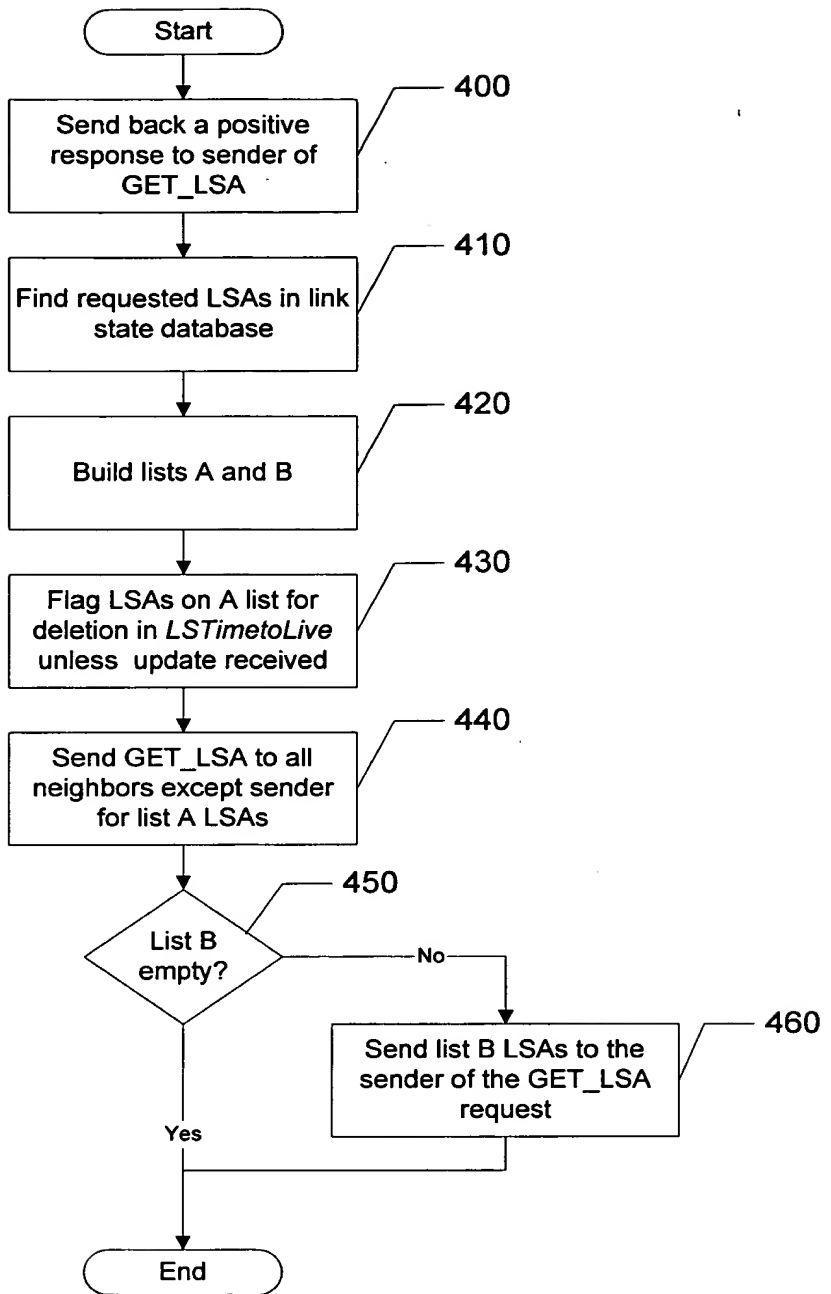 Start
400
Send back a positive
response to sender of
GET_LSA
410
Find requested LSAs in link
state database
420
Build lists A and B
430
Flag LSAs on A list for
deletion in LSTimetoLive
unless update received
440
Send GET_LSA to all
neighbors except sender
for list A LSAs
450
List B
empty?
No
460
Send list B LSAs to the
sender of the GET_LSA
request
Yes
End